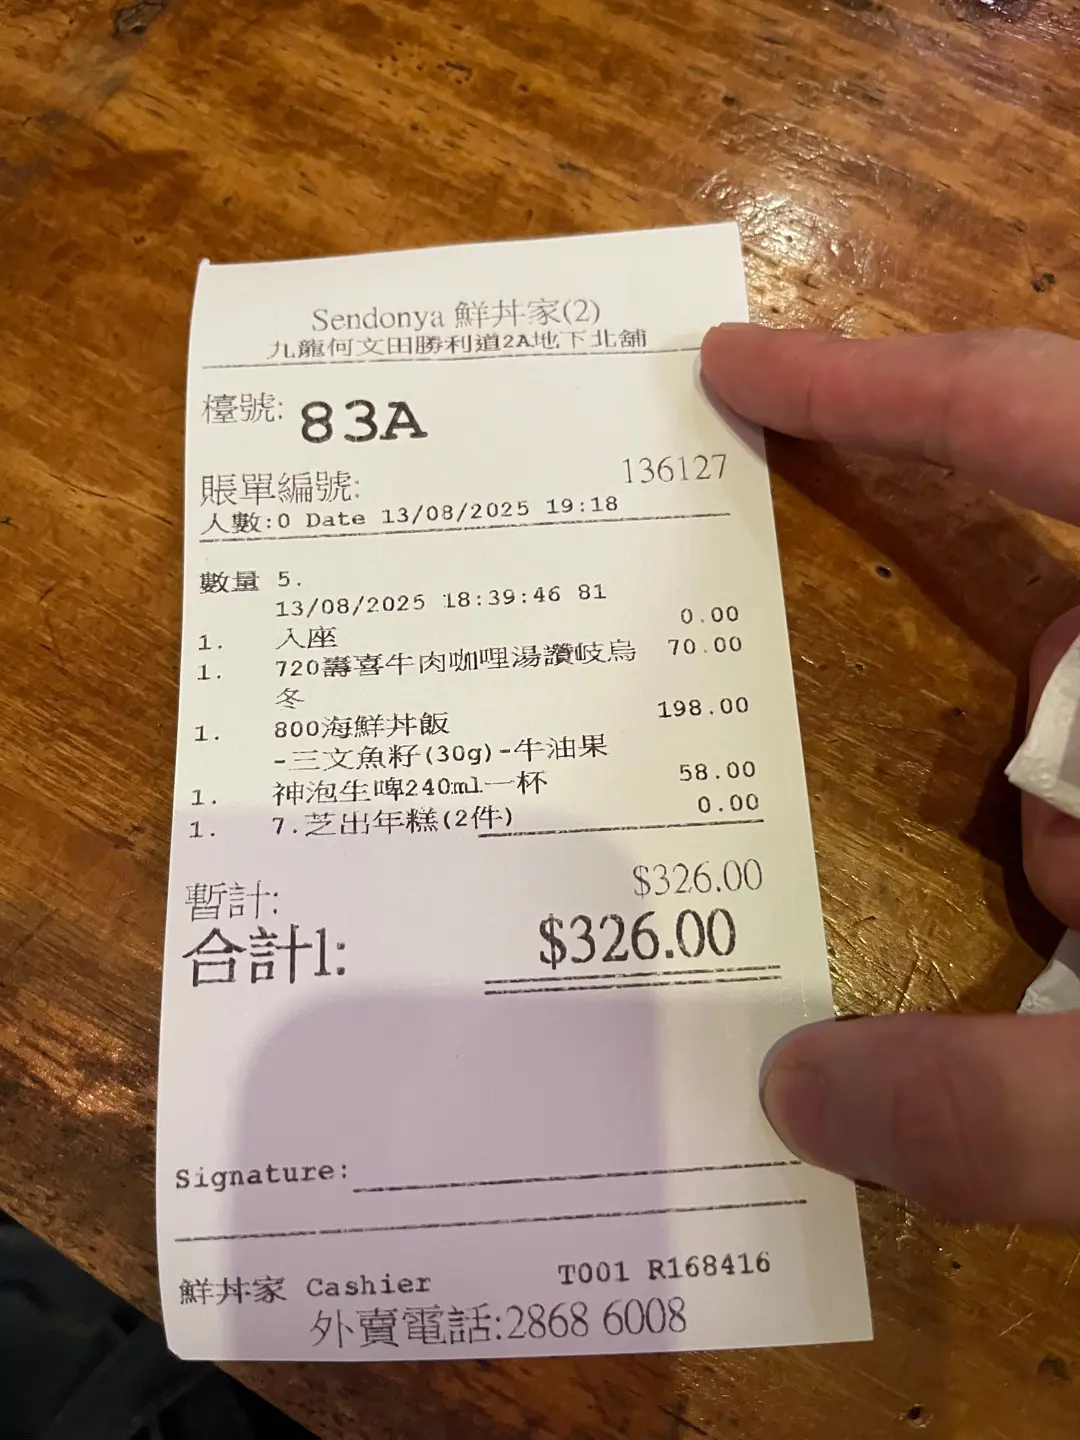 Sendonya 鮮丼家(2)
九龍何文田勝利道2A地下北舖
檯號: 83A
賬單編號: 136127
人數:0 Date 13/08/2025 19:18
數量 5.
13/08/2025 18:39:46 81
1. 入座 0.00
1. 720壽喜牛肉咖哩湯讚岐烏 70.00
冬
1. 800海鮮丼飯 198.00
-三文魚籽(30g)-牛油果
1. 神泡生啤240ml一杯 58.00
1. 7.芝出年糕(2件) 0.00
暫計: $326.00
合計1: $326.00
Signature:
鮮丼家 Cashier T001 R168416
外賣電話:2868 6008